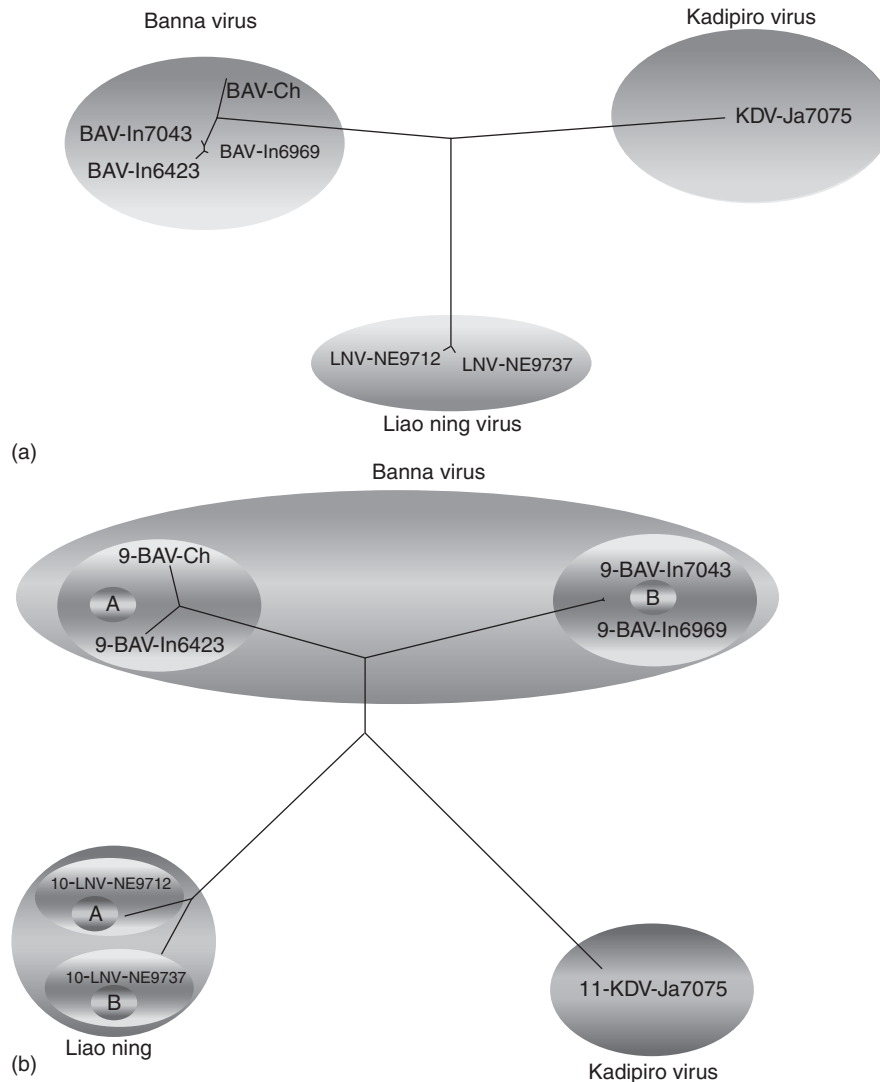 Banna virus
Kadipiro virus
BAV-Ch
KDV-Ja7075
BAV-In7043
BAV-In6969
BAV-In6423
LNV-NE9712
LNV-NE9737
Liao ning virus
(a)
Banna virus
9-BAV-Ch
9-BAV-In7043
A
B
9-BAV-In6423
9-BAV-In6969
10-LNV-NE9712
A
10-LNV-NE9737
11-KDV-Ja7075
B
Liao ning
(b)
Kadipiro virus